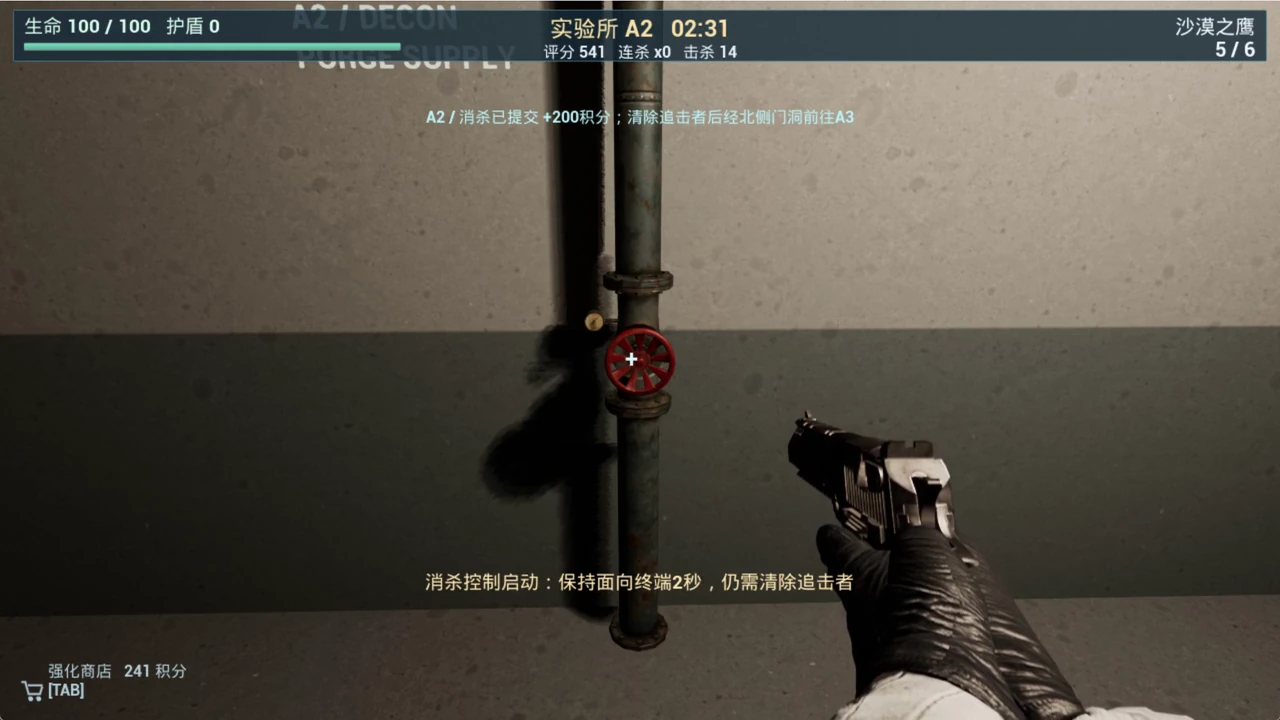 A2 / DECON
PURGE SUPPLY
生命 100 / 100 护盾 0
实验所 A2 02:31
评分 541 连杀 x0 击杀 14
沙漠之鹰
5 / 6
A2 / 消杀已提交 +200积分；清除追击者后经北侧门洞前往A3
消杀控制启动：保持面向终端2秒，仍需清除追击者
强化商店 241 积分
[TAB]